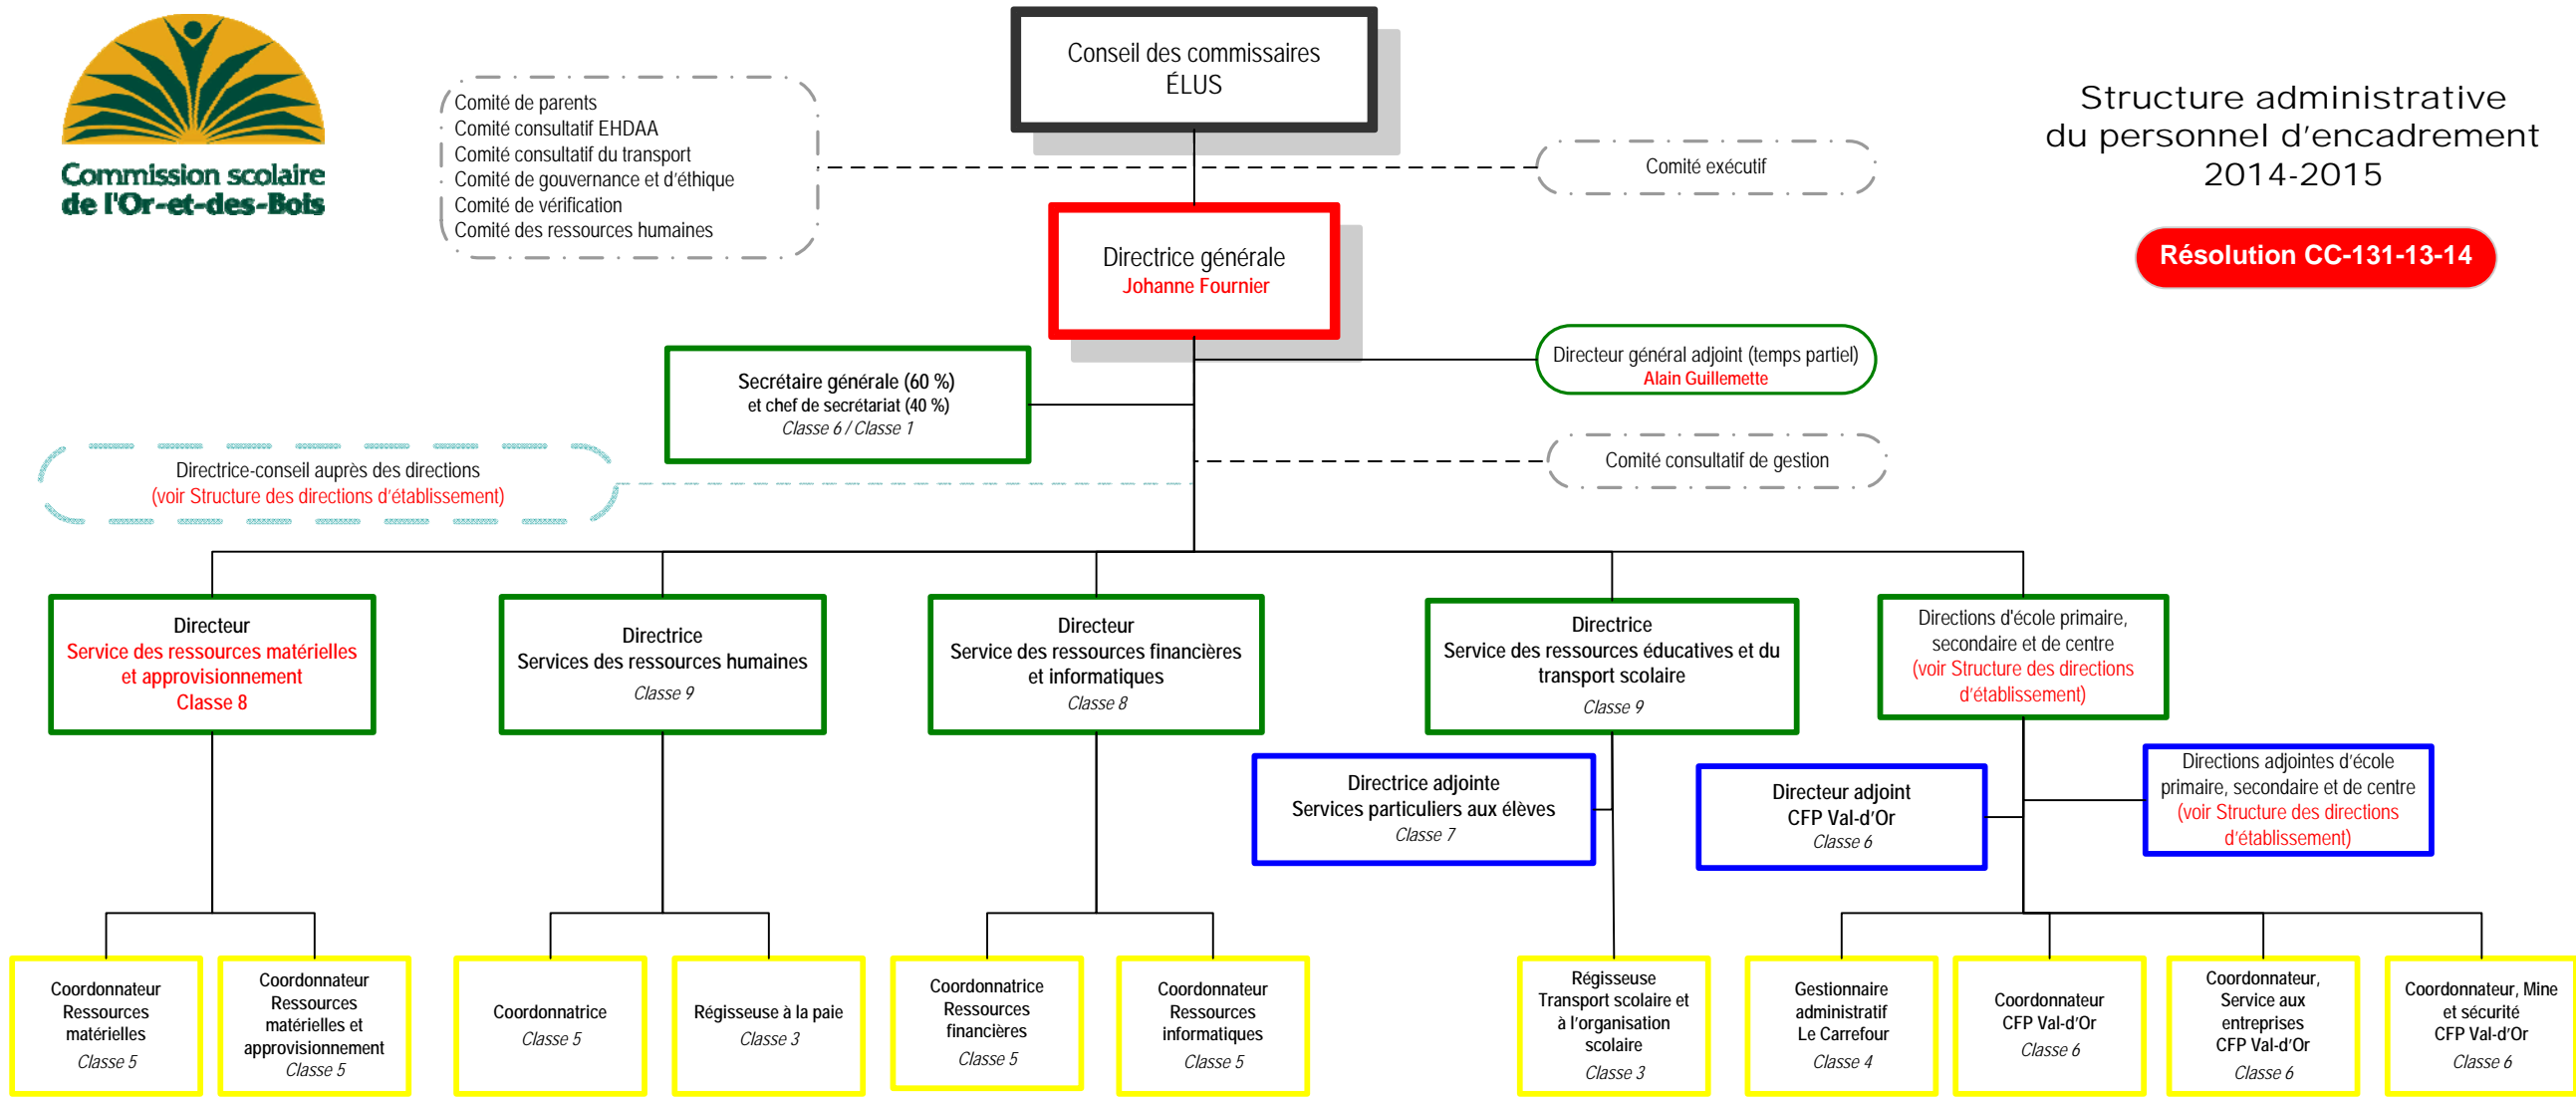 Commission scolaire
de l'Or-et-des-Bois
Comité de parents
Comité consultatif EHDAA
Comité consultatif du transport
Comité de gouvernance et d'éthique
Comité de vérification
Comité des ressources humaines
Conseil des commissaires
ÉLUS
Comité exécutif
Structure administrative
du personnel d'encadrement
2014-2015
Résolution CC-131-13-14
Directrice générale
Johanne Fournier
Secrétaire générale (60 %)
et chef de secrétariat (40 %)
Classe 6 / Classe 1
Directeur général adjoint (temps partiel)
Alain Guillemette
Directrice-conseil auprès des directions
(voir Structure des directions d'établissement)
Comité consultatif de gestion
Directeur
Service des ressources matérielles
et approvisionnement
Classe 8
Directrice
Services des ressources humaines
Classe 9
Directeur
Service des ressources financières
et informatiques
Classe 8
Directrice
Service des ressources éducatives et du
transport scolaire
Classe 9
Directions d'école primaire,
secondaire et de centre
(voir Structure des directions
d'établissement)
Directrice adjointe
Services particuliers aux élèves
Classe 7
Directeur adjoint
CFP Val-d'Or
Classe 6
Directions adjointes d'école
primaire, secondaire et de centre
(voir Structure des directions
d'établissement)
Coordonnateur
Ressources
matérielles
Classe 5
Coordonnateur
Ressources
matérielles et
approvisionnement
Classe 5
Coordonnatrice
Classe 5
Régisseuse à la paie
Classe 3
Coordonnatrice
Ressources
financières
Classe 5
Coordonnateur
Ressources
informatiques
Classe 5
Régisseuse
Transport scolaire et
à l'organisation
scolaire
Classe 3
Gestionnaire
administratif
Le Carrefour
Classe 4
Coordonnateur
CFP Val-d'Or
Classe 6
Coordonnateur,
Service aux
entreprises
CFP Val-d'Or
Classe 6
Coordonnateur, Mine
et sécurité
CFP Val-d'Or
Classe 6